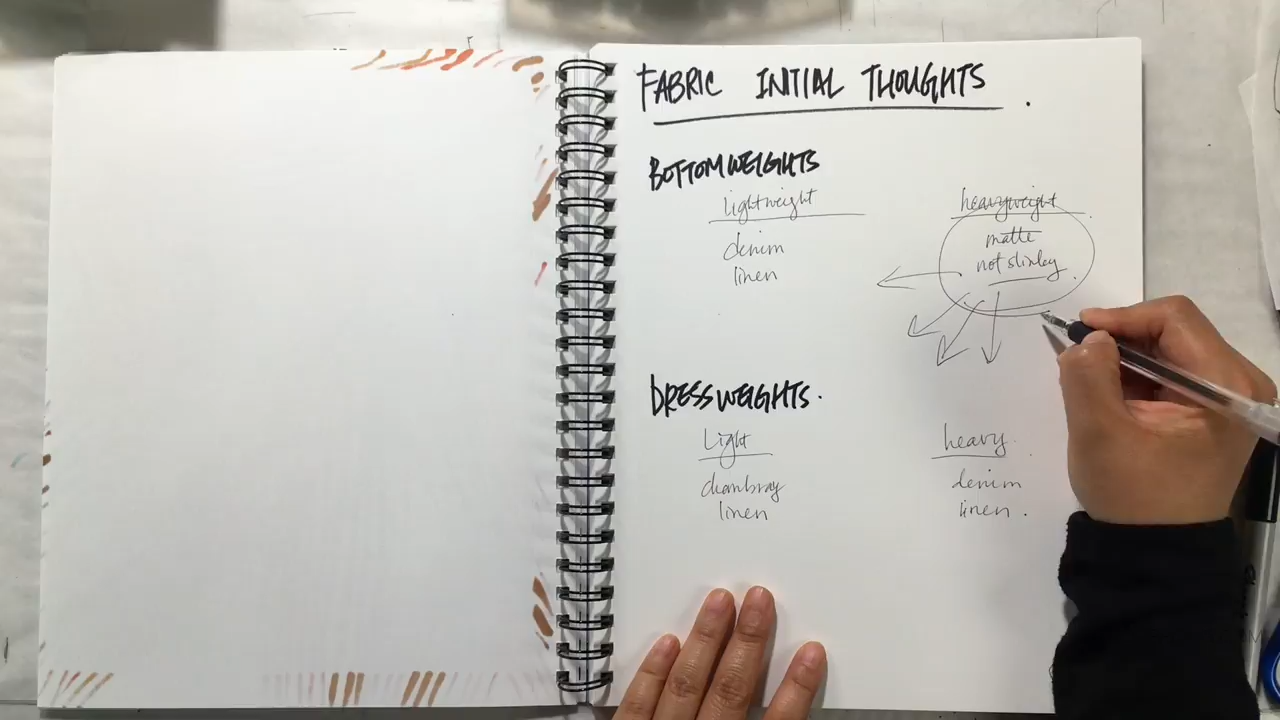 FABRIC INITIAL THOUGHTS.
BOTTOMWEIGHTS
lightweight
denim
linen
heavyweight
matte
not slinky.
DRESSWEIGHTS.
Light
chambray
linen
heavy.
denim
linen.